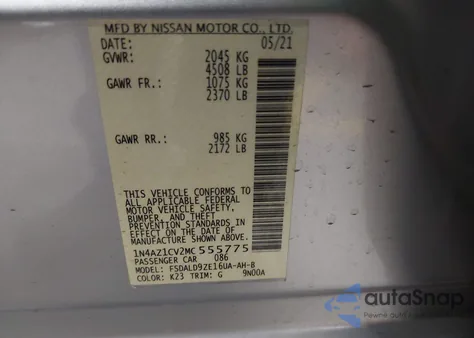 MFD BY NISSAN MOTOR CO., LTD.
DATE: 05/21
GVWR: 2045 KG
4508 LB
GAWR FR.: 1075 KG
2370 LB
GAWR RR.: 985 KG
2172 LB
THIS VEHICLE CONFORMS TO
ALL APPLICABLE FEDERAL
MOTOR VEHICLE SAFETY,
BUMPER, AND THEFT
PREVENTION STANDARDS IN
EFFECT ON THE DATE OF
MANUFACTURE SHOWN ABOVE.
1N4AZ1CV2MC 555775
PASSENGER CAR 086
MODEL: FSDALD9ZE16UA-AH-B
COLOR: K23 TRIM: G 9N00A
autoSnap